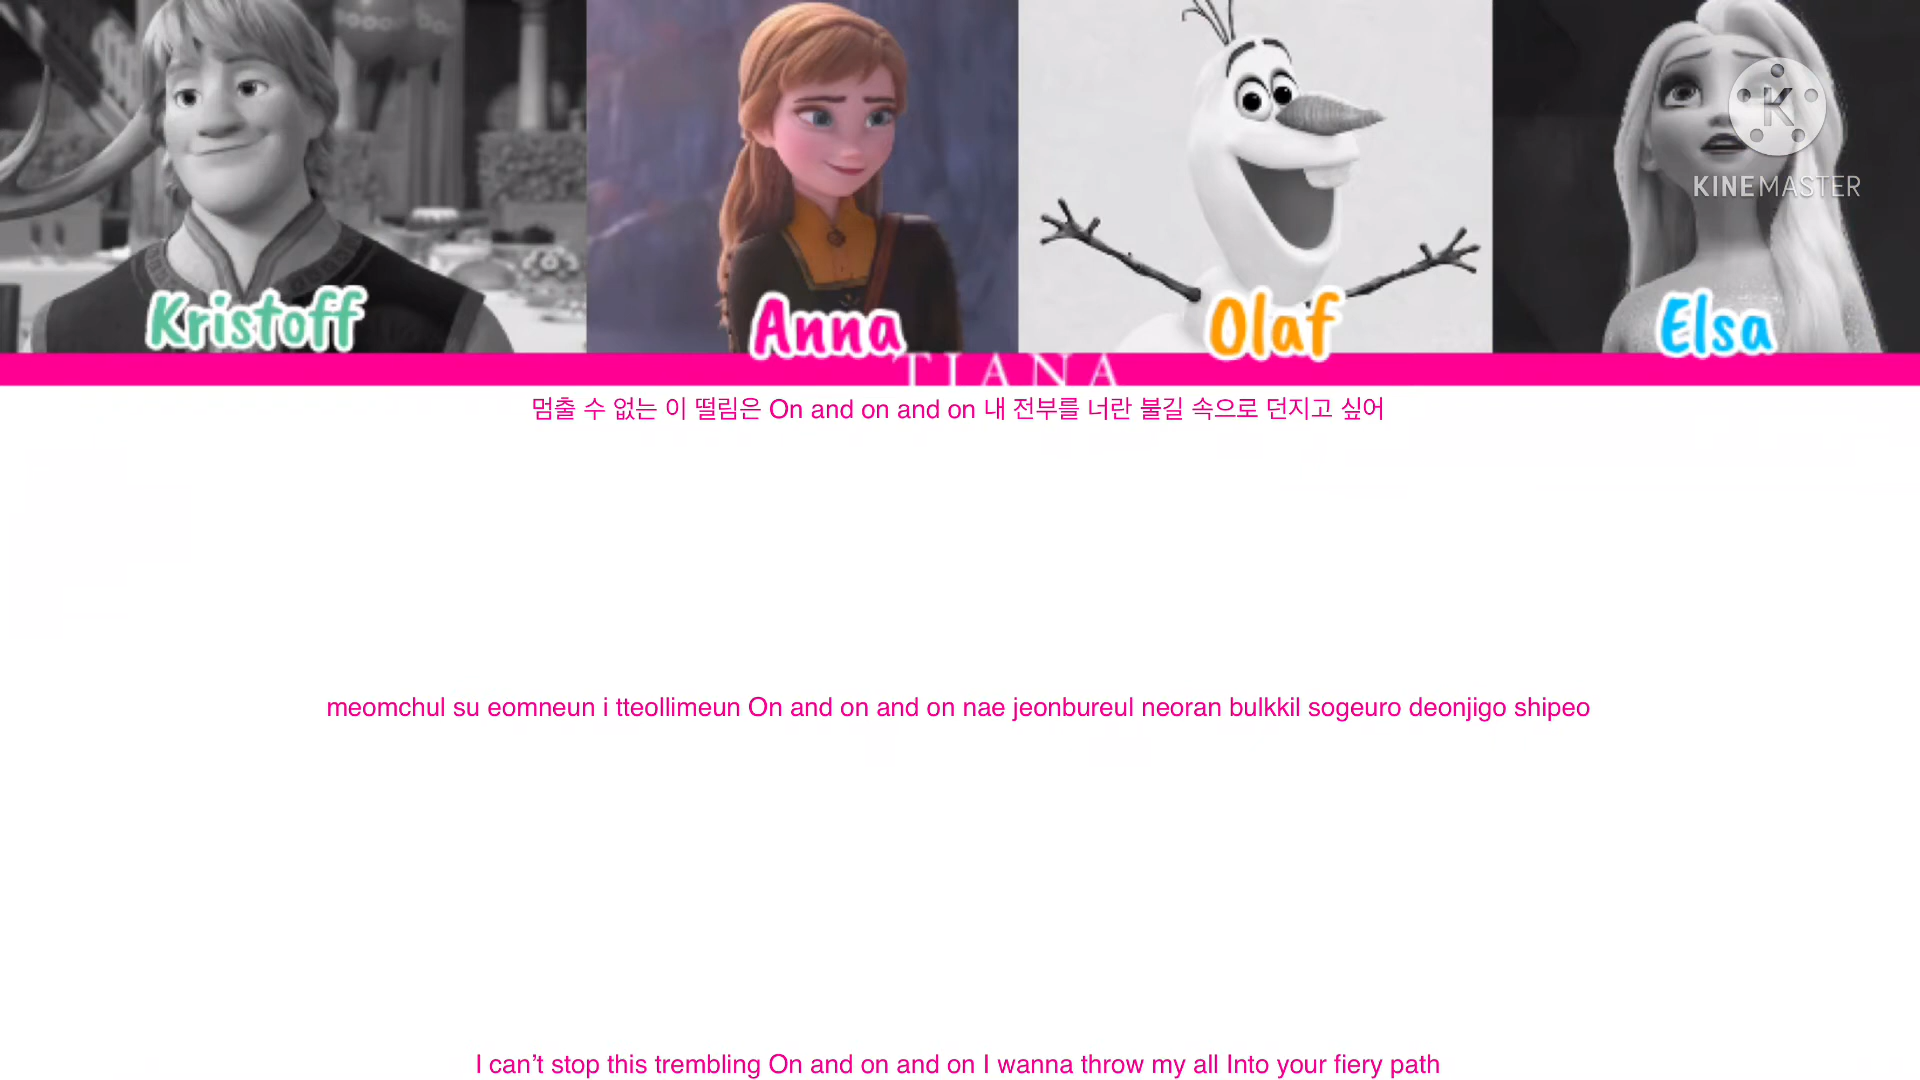 KINEMASTER
Kristoff
Anna
Olaf
Elsa
TIANA
멈출 수 없는 이 떨림은 On and on and on 내 전부를 너란 불길 속으로 던지고 싶어
meomchul su eomneun i tteollimeun On and on and on nae jeonbureul neoran bulkkil sogeuro deonjigo shipeo
I can’t stop this trembling On and on and on I wanna throw my all Into your fiery path